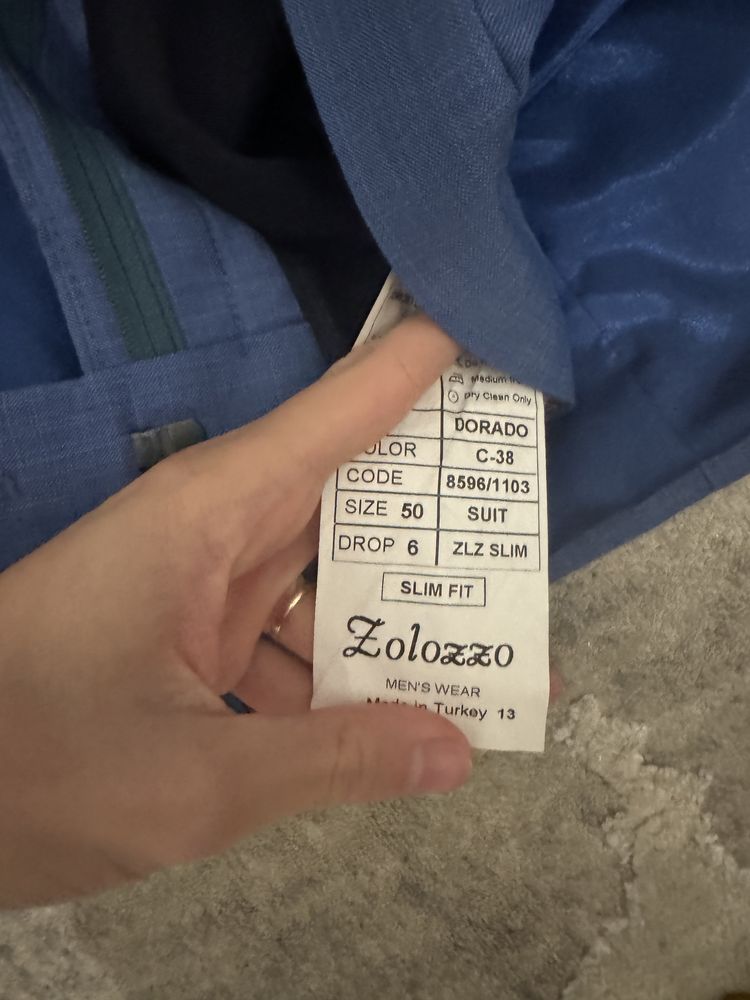 Medium
Dry Clean Only
DORADO
C-38
CODE 8596/1103
SIZE 50 SUIT
DROP 6 ZLZ SLIM
SLIM FIT
Zolozzo
MEN'S WEAR
Made in Turkey 13